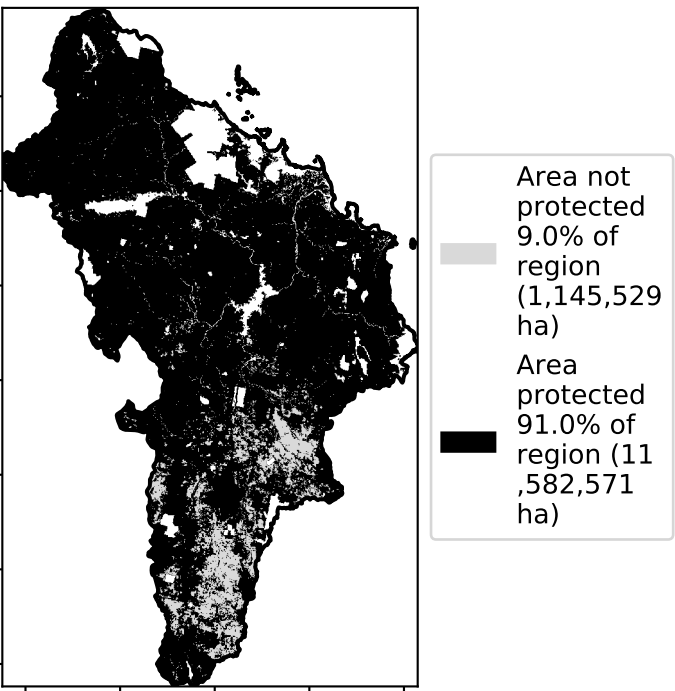 Area not
protected
9.0% of
region
(1,145,529
ha)
Area
protected
91.0% of
region (11
,582,571
ha)